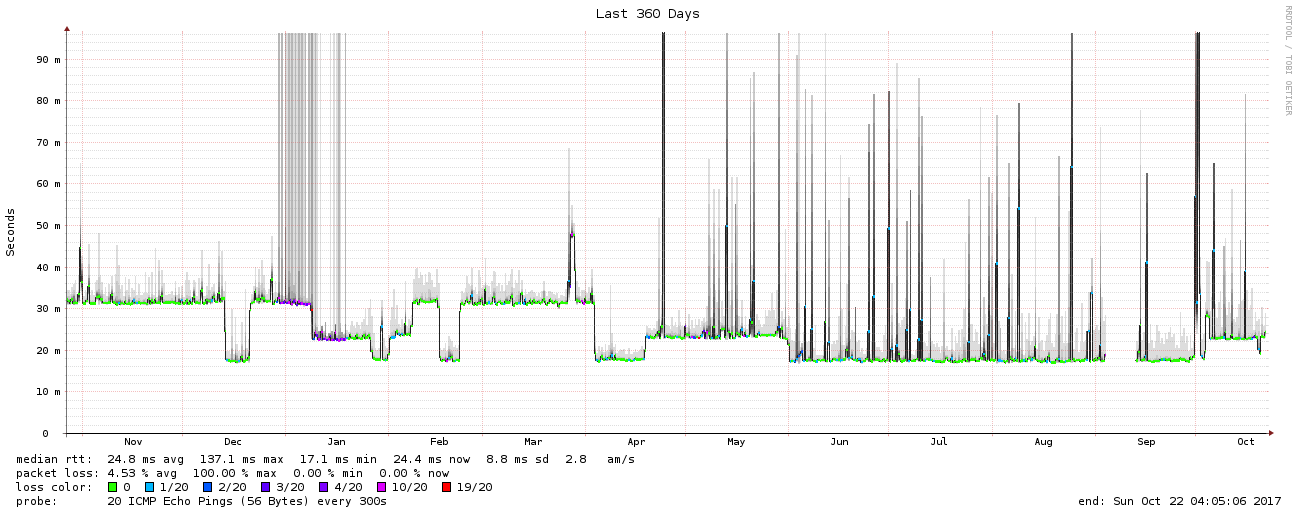 Last 360 Days
RRDTOOL / TOBI OETIKER
Seconds
90 m
80 m
70 m
60 m
50 m
40 m
30 m
20 m
10 m
0
Nov Dec Jan Feb Mar Apr May Jun Jul Aug Sep Oct
median rtt: 24.8 ms avg 137.1 ms max 17.1 ms min 24.4 ms now 8.8 ms sd 2.8 am/s
packet loss: 4.53 % avg 100.00 % max 0.00 % min 0.00 % now
loss color: 0 1/20 2/20 3/20 4/20 10/20 19/20
probe: 20 ICMP Echo Pings (56 Bytes) every 300s end: Sun Oct 22 04:05:06 2017